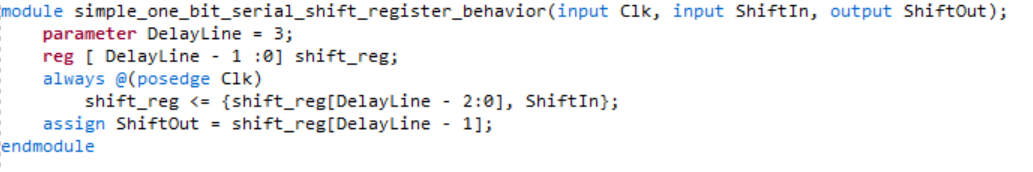 module simple_one_bit_serial_shift_register_behavior(input Clk, input ShiftIn, output ShiftOut);
    parameter DelayLine = 3;
    reg [ DelayLine - 1 :0] shift_reg;
    always @(posedge Clk)
        shift_reg <= {shift_reg[DelayLine - 2:0], ShiftIn};
    assign ShiftOut = shift_reg[DelayLine - 1];
endmodule